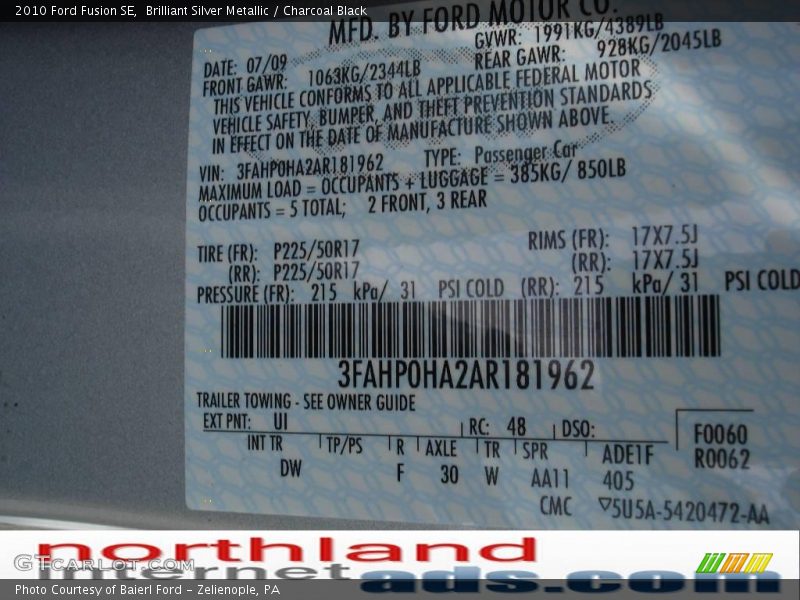 2010 Ford Fusion SE, Brilliant Silver Metallic / Charcoal Black
MFD. BY FORD MOTOR CO.
DATE: 07/09 GVWR: 1991KG/4389LB
FRONT GAWR: 1063KG/2344LB REAR GAWR: 928KG/2045LB
THIS VEHICLE CONFORMS TO ALL APPLICABLE FEDERAL MOTOR
VEHICLE SAFETY, BUMPER, AND THEFT PREVENTION STANDARDS
IN EFFECT ON THE DATE OF MANUFACTURE SHOWN ABOVE.
VIN: 3FAHP0HA2AR181962 TYPE: Passenger Car
MAXIMUM LOAD = OCCUPANTS + LUGGAGE = 385KG/ 850LB
OCCUPANTS = 5 TOTAL; 2 FRONT, 3 REAR
TIRE (FR): P225/50R17 RIMS (FR): 17X7.5J
(RR): P225/50R17 (RR): 17X7.5J
PRESSURE (FR): 215 kPa/ 31 PSI COLD (RR): 215 kPa/ 31 PSI COLD
3FAHP0HA2AR181962
TRAILER TOWING - SEE OWNER GUIDE
EXT PNT: UI RC: 48 DSO: F0060
INT TR TP/PS R AXLE TR SPR ADE1F R0062
DW F 30 W AA11 405
CMC ▽5U5A-5420472-AA
northland
internet ads.com
GTCARLOT.com
Photo Courtesy of Baierl Ford - Zelienople, PA